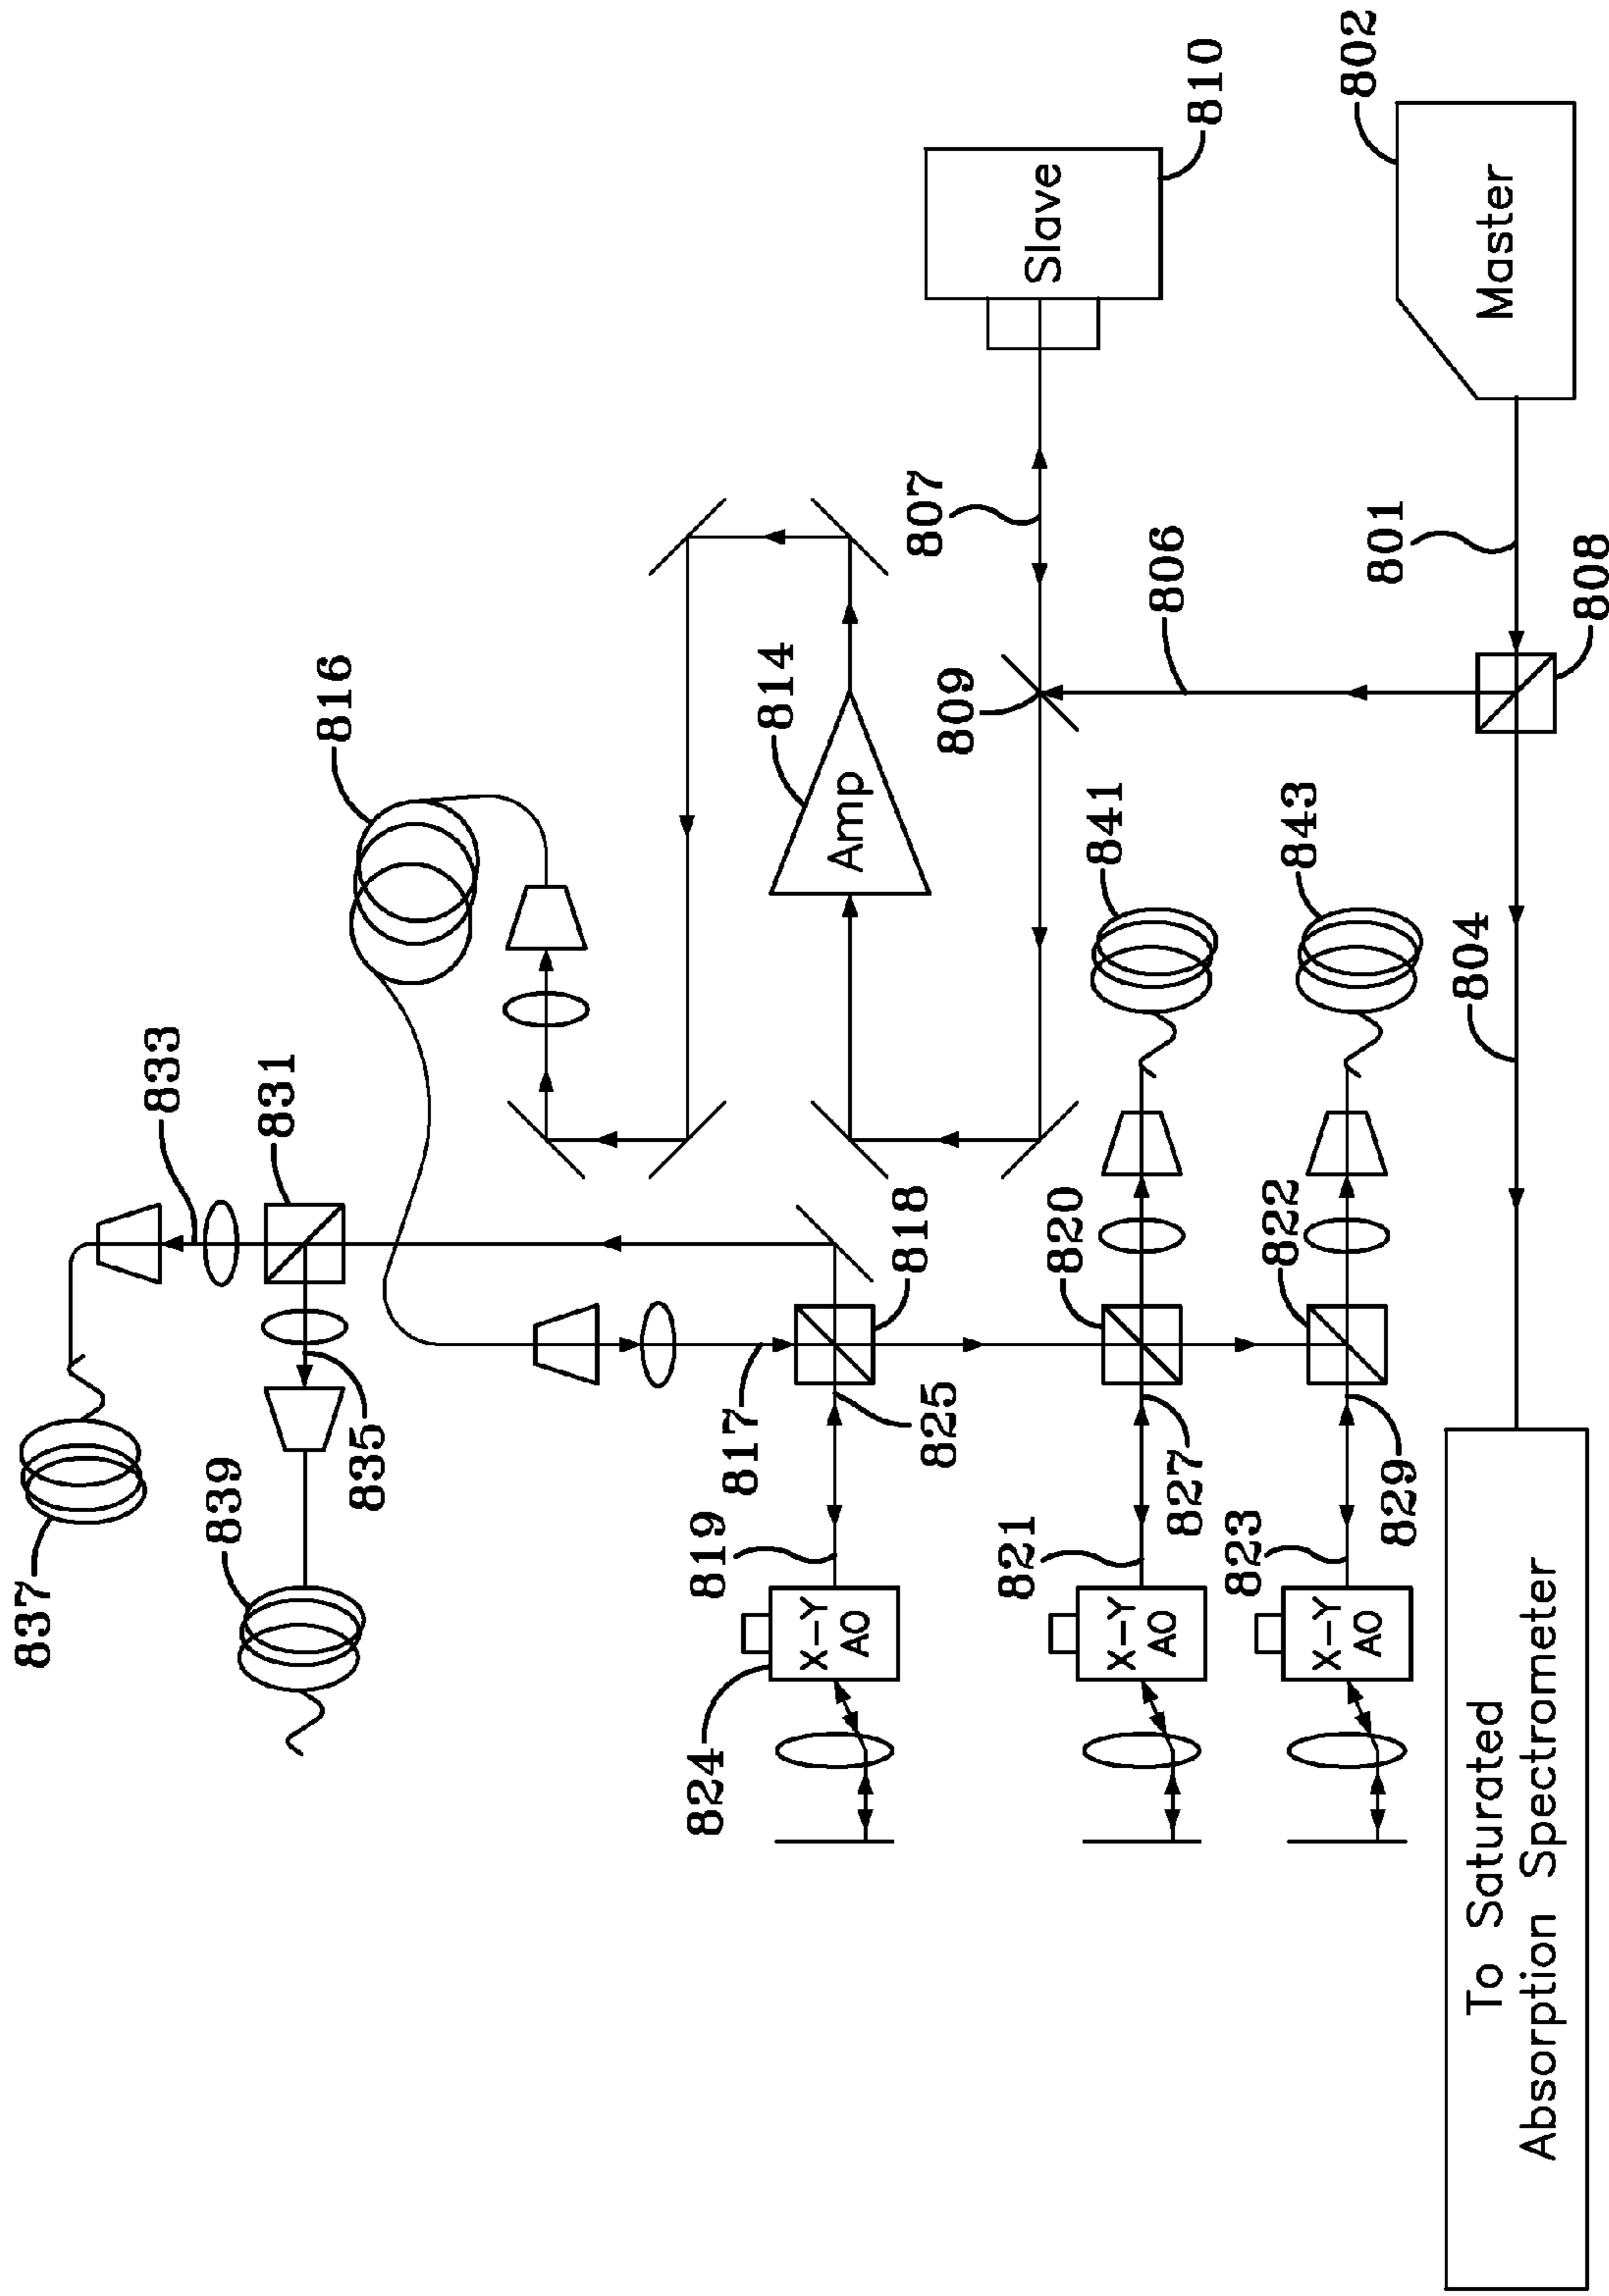 802
Master
810
Slave
807
801
806
808
809
814
Amp
816
841
843
804
833
831
818
820
822
817
825
827
829
835
839
837
819
821
823
824
X-Y
AO
X-Y
AO
X-Y
AO
To Saturated
Absorption Spectrometer